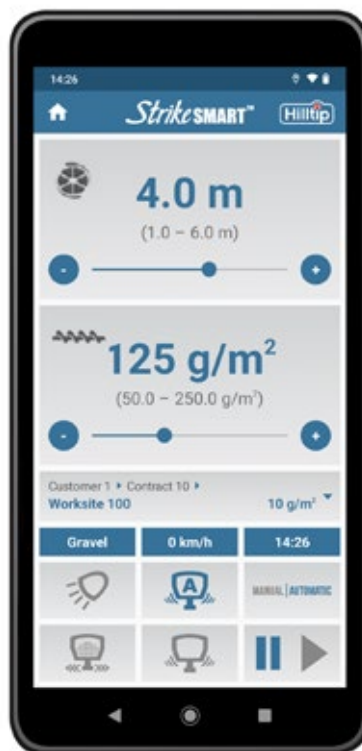 14:26
StrikeSMART™ Hilltip
4.0 m
(1.0 – 6.0 m)
- +
125 g/m²
(50.0 – 250.0 g/m²)
- +
Customer 1 Contract 10
Worksite 100 10 g/m²
Gravel 0 km/h 14:26
A MANUAL | AUTOMATIC